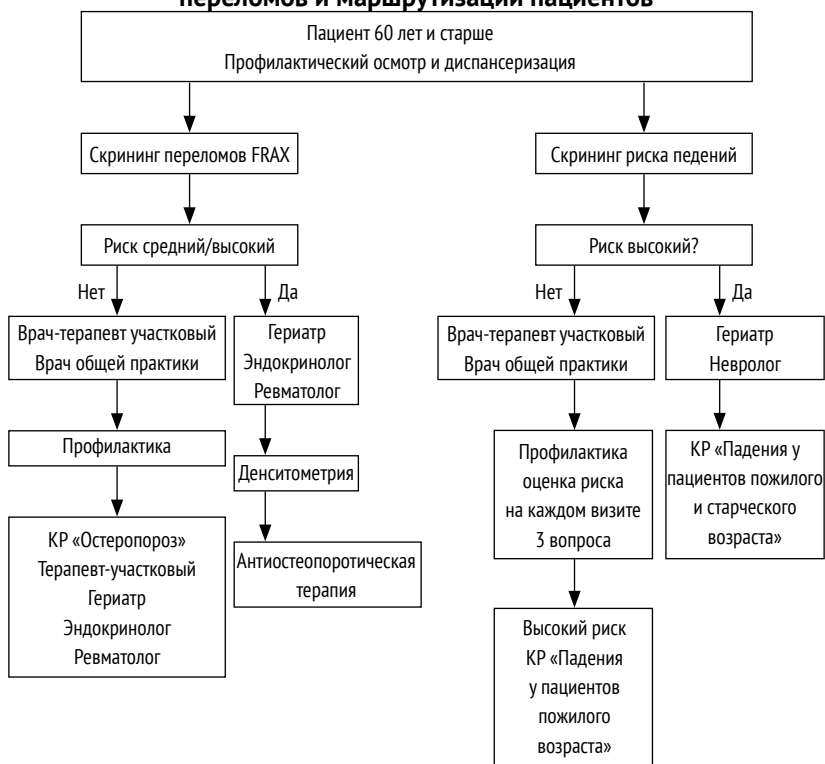 переломов и маршрутизации пациентов
Пациент 60 лет и старше
Профилактический осмотр и диспансеризация
Скрининг переломов FRAX
Скрининг риска педений
Риск средний/высокий
Риск высокий?
Нет
Да
Нет
Да
Врач-терапевт участковый
Врач общей практики
Гериатр
Эндокринолог
Ревматолог
Врач-терапевт участковый
Врач общей практики
Гериатр
Невролог
Профилактика
Денситометрия
Профилактика
оценка риска
на каждом визите
3 вопроса
КР «Падения у
пациентов пожилого
и старческого
возраста»
КР «Остеропороз»
Терапевт-участковый
Гериатр
Эндокринолог
Ревматолог
Антиостеопоротическая
терапия
Высокий риск
КР «Падения
у пациентов
пожилого
возраста»